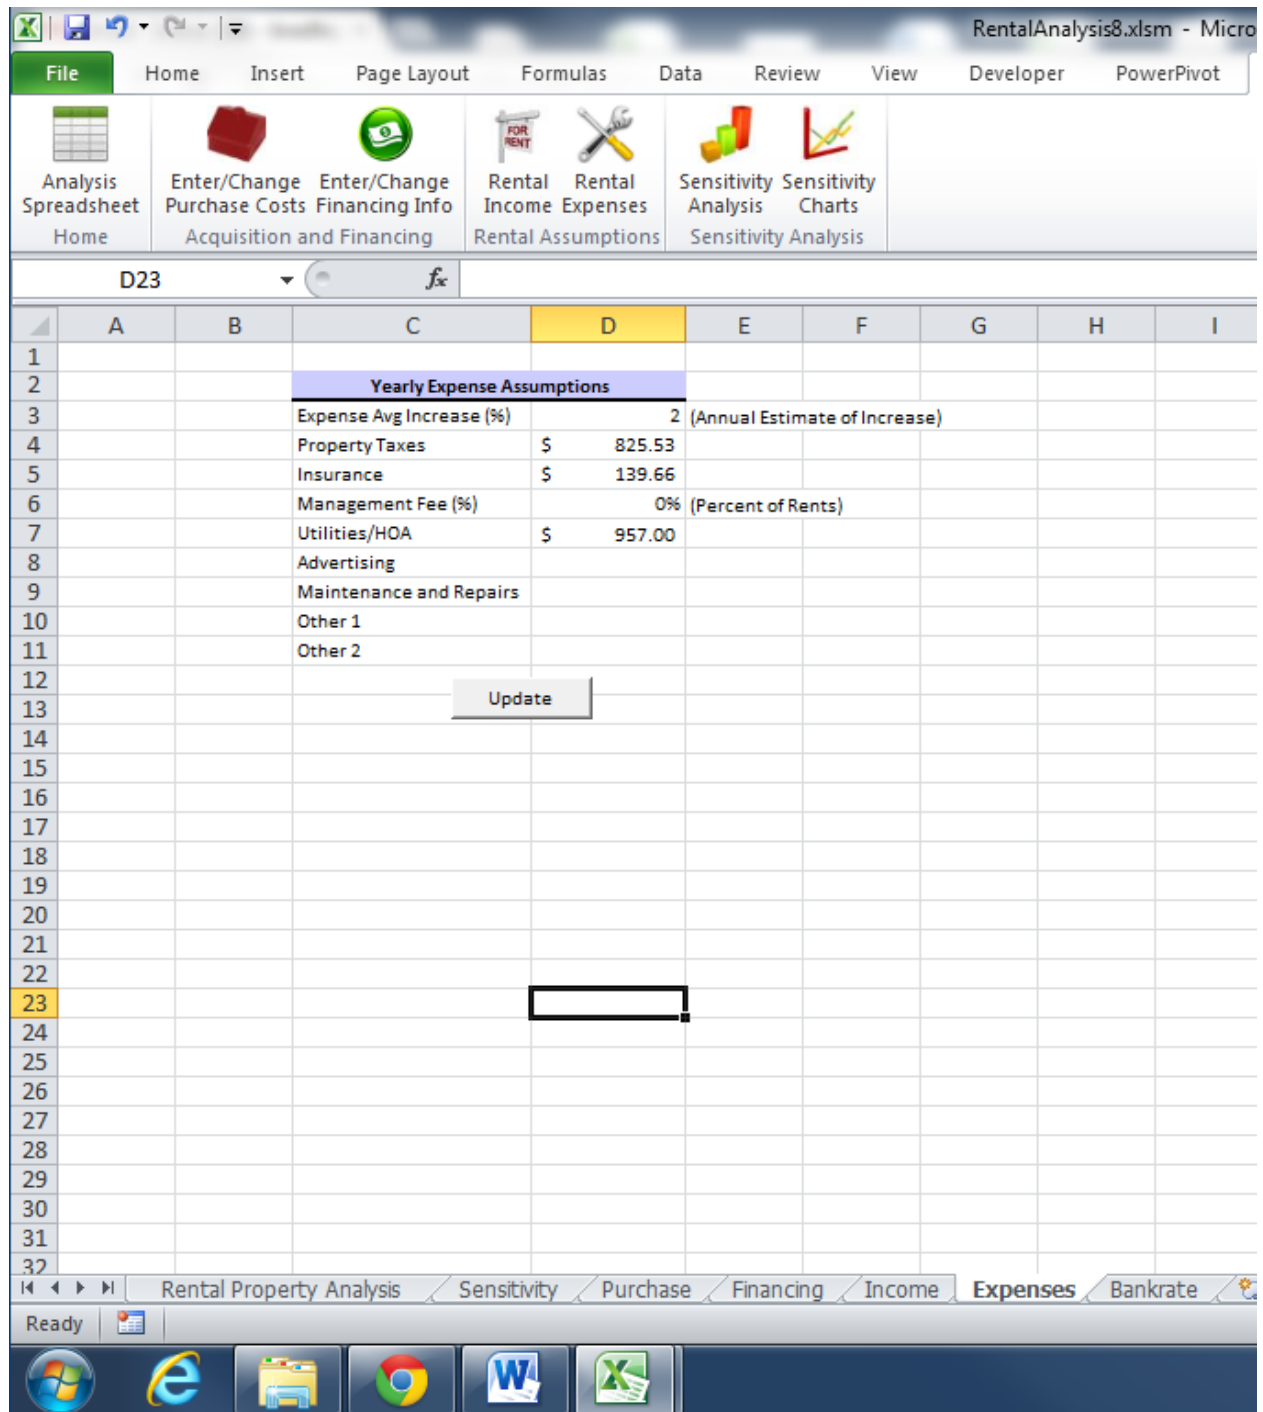 RentalAnalysis8.xlsm - Micro
File Home Insert Page Layout Formulas Data Review View Developer PowerPivot
FOR RENT
Analysis Spreadsheet Enter/Change Purchase Costs Enter/Change Financing Info Rental Income Rental Expenses Sensitivity Analysis Sensitivity Charts
Home Acquisition and Financing Rental Assumptions Sensitivity Analysis
D23 fx
A B C D E F G H I
1
2 Yearly Expense Assumptions
3 Expense Avg Increase (%) 2 (Annual Estimate of Increase)
4 Property Taxes $ 825.53
5 Insurance $ 139.66
6 Management Fee (%) 0% (Percent of Rents)
7 Utilities/HOA $ 957.00
8 Advertising
9 Maintenance and Repairs
10 Other 1
11 Other 2
12
Update
13
14
15
16
17
18
19
20
21
22
23
24
25
26
27
28
29
30
31
32
Rental Property Analysis Sensitivity Purchase Financing Income Expenses Bankrate
Ready